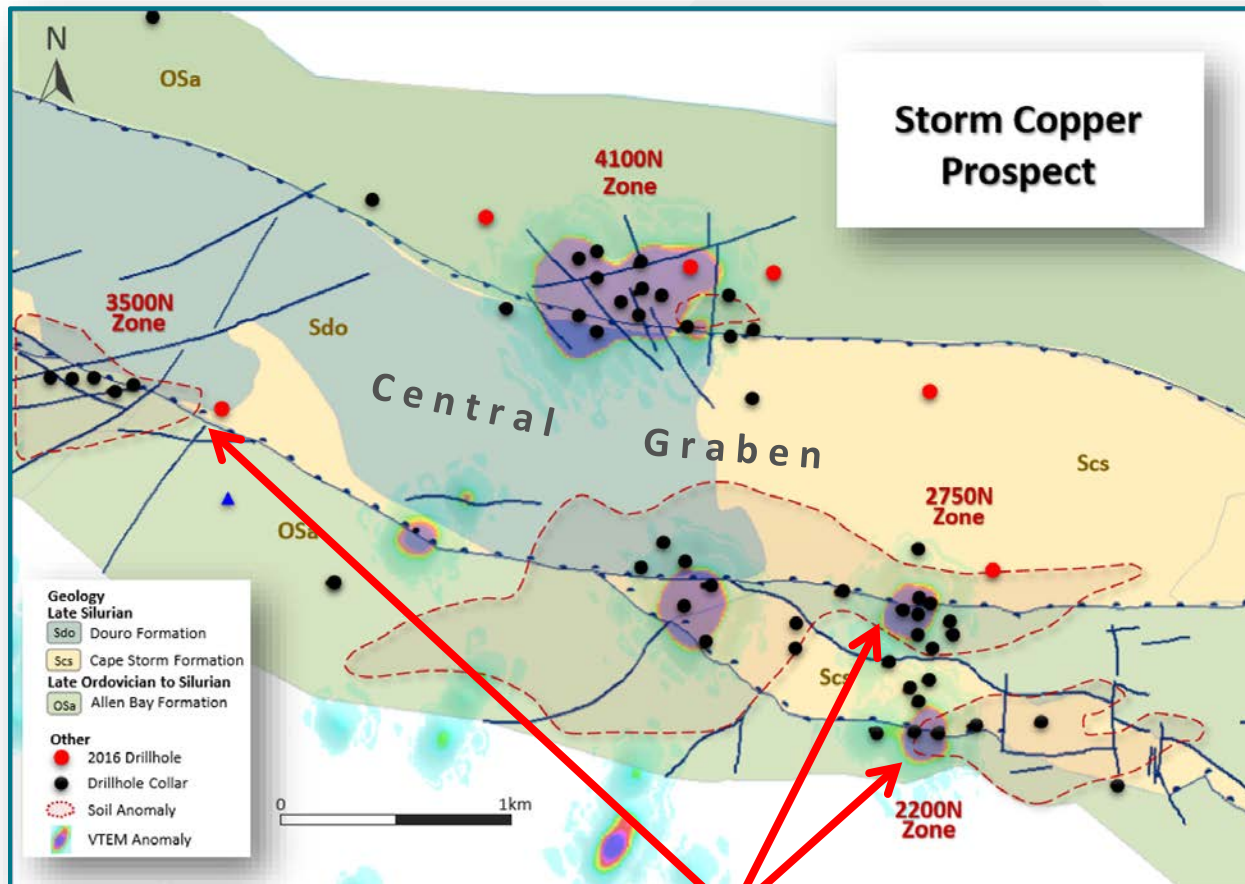 N
OSa
Storm Copper
Prospect
4100N
Zone
3500N
Zone
Sdo
Central Graben
Scs
2750N
Zone
OSa
Scs
2200N
Zone
Geology
Late Silurian
Sdo Douro Formation
Scs Cape Storm Formation
Late Ordovician to Silurian
OSa Allen Bay Formation
Other
2016 Drillhole
Drillhole Collar
Soil Anomaly
VTEM Anomaly
0 1km